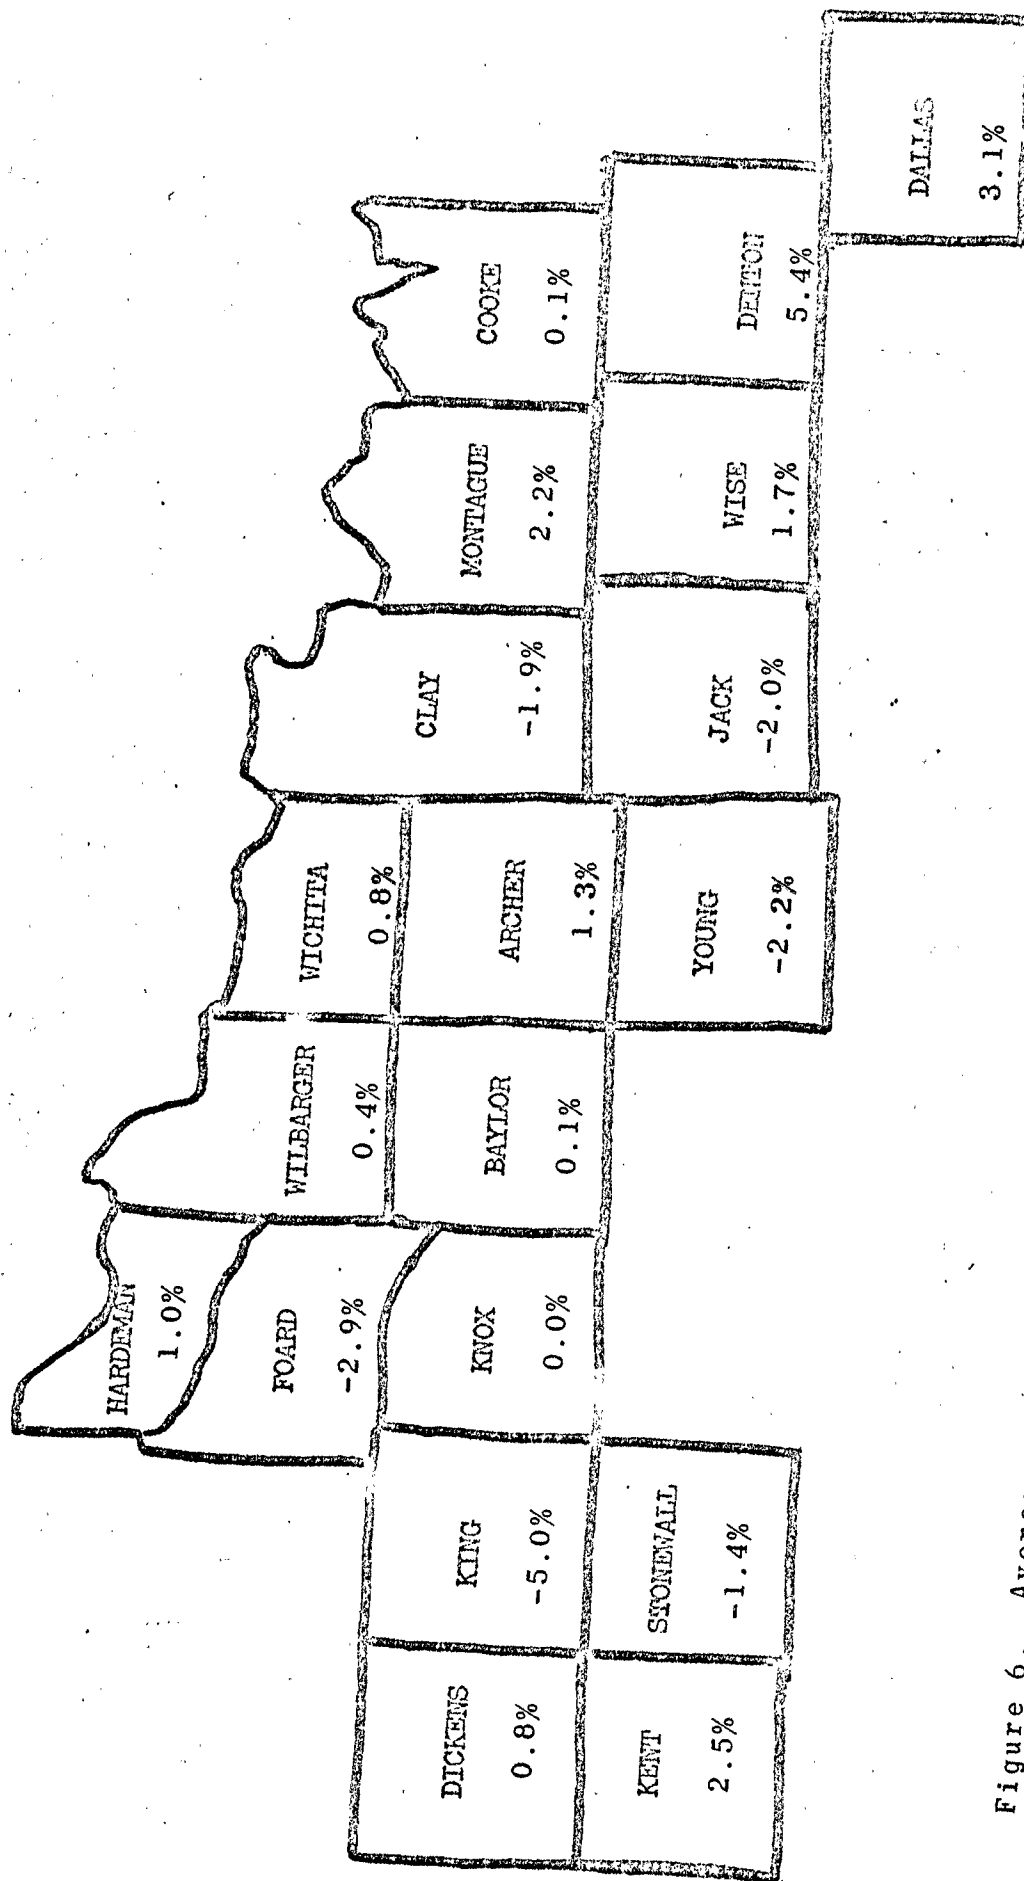 HARDEMAN
1.0%
FOARD
-2.9%
WILBARGER
0.4%
WICHITA
0.8%
CLAY
-1.9%
MONTAGUE
2.2%
COOKE
0.1%
DICKENS
0.8%
KING
-5.0%
KNOX
0.0%
BAYLOR
0.1%
ARCHER
1.3%
KENT
2.5%
STONEWALL
-1.4%
YOUNG
-2.2%
JACK
-2.0%
WISE
1.7%
DENTON
5.4%
DALLAS
3.1%
Figure 6.